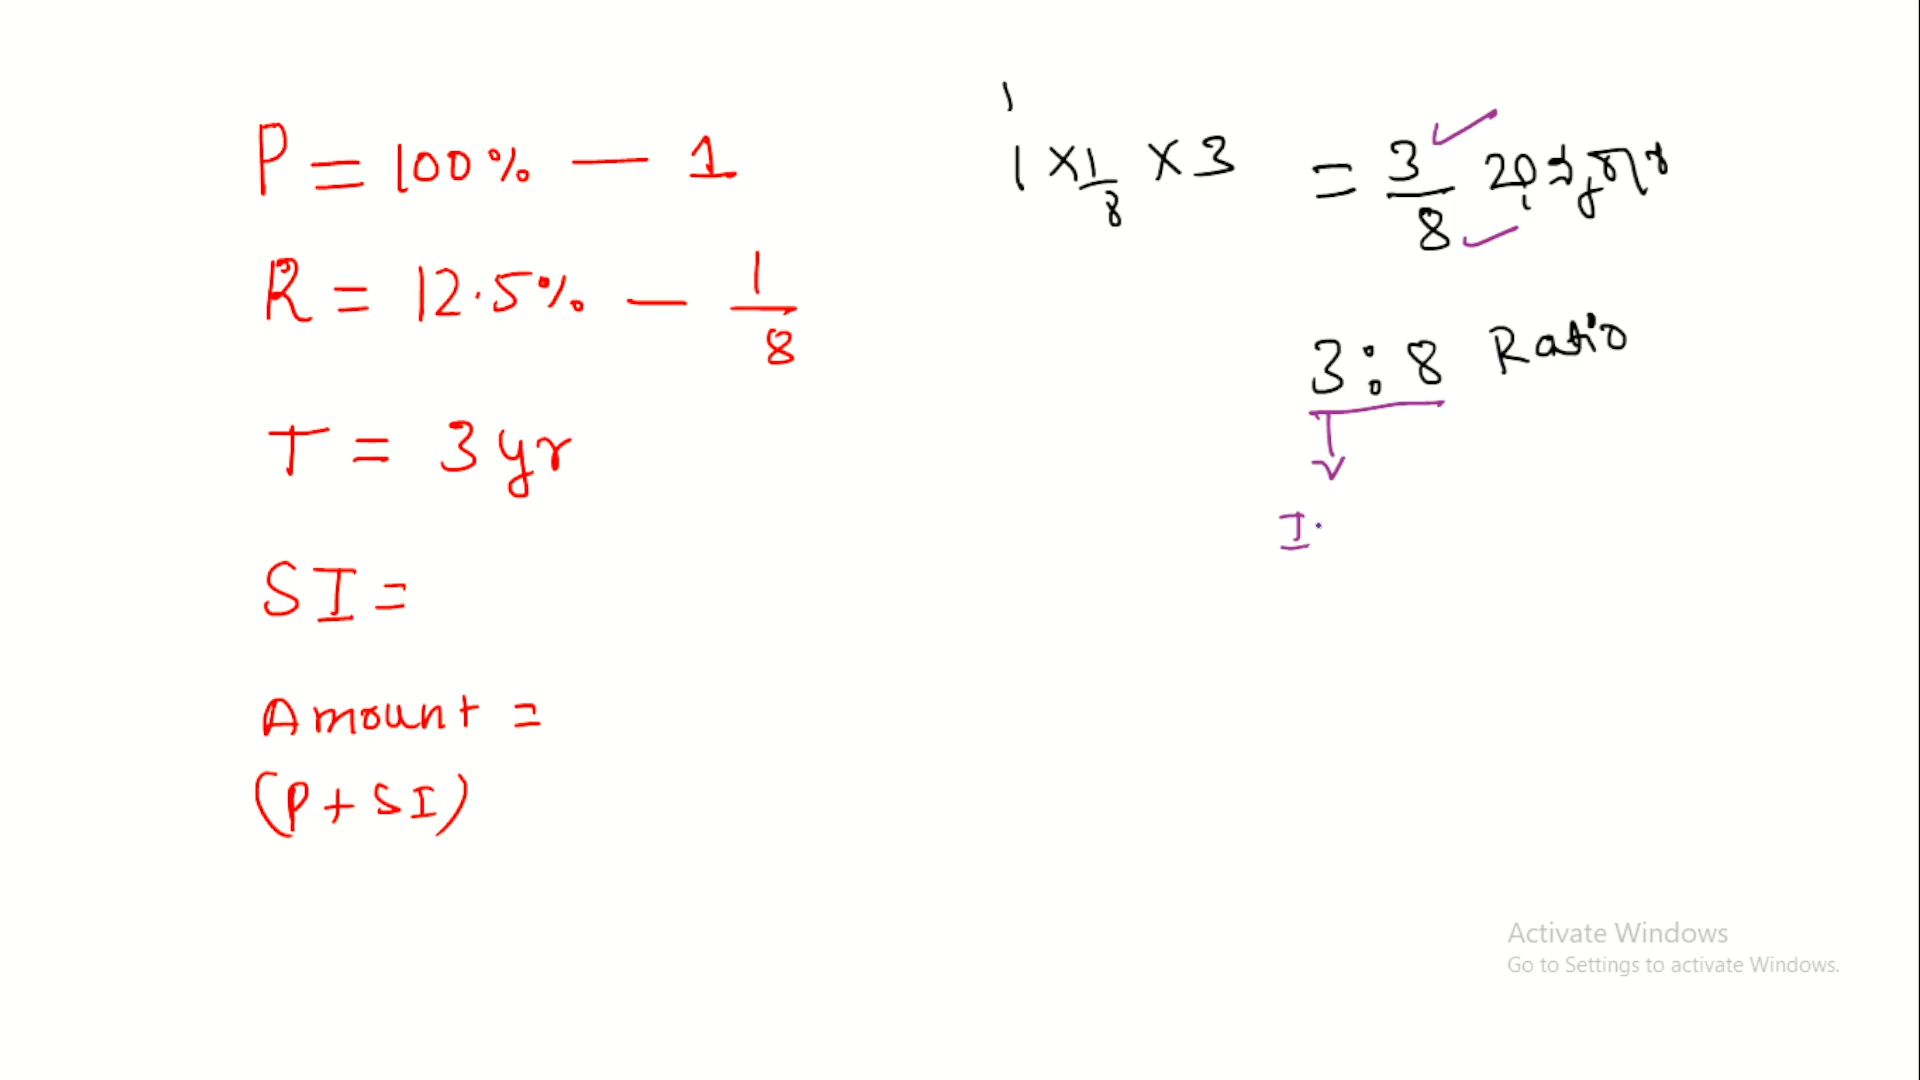 P = 100% — 1
R = 12.5% — 1/8
T = 3 yr
SI =
Amount =
(P + SI)
1
1 × 1/8 × 3 = 3/8
3 : 8 Ratio
I.
Activate Windows
Go to Settings to activate Windows.